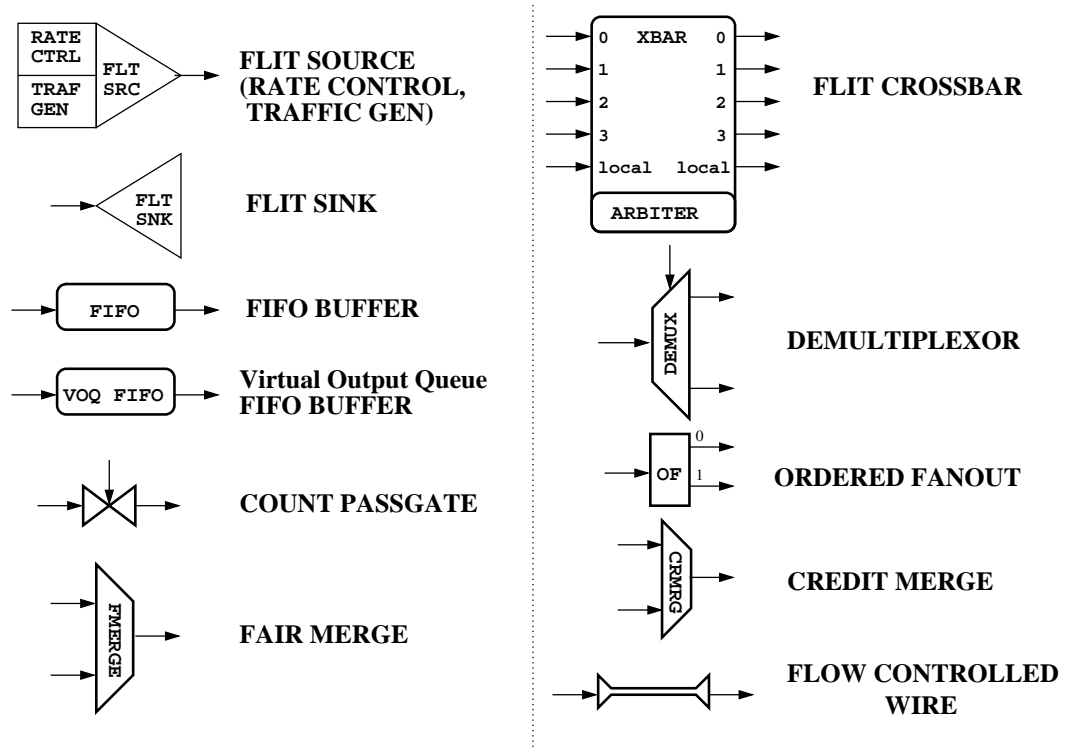 RATE
CTRL
TRAF
GEN
FLT
SRC
FLIT SOURCE
(RATE CONTROL,
TRAFFIC GEN)
FLT
SNK
FLIT SINK
FIFO
FIFO BUFFER
VOQ FIFO
Virtual Output Queue
FIFO BUFFER
COUNT PASSGATE
FMERGE
FAIR MERGE
0 XBAR 0
1 1
2 2
3 3
local local
ARBITER
FLIT CROSSBAR
DEMUX
DEMULTIPLEXOR
0
OF
1
ORDERED FANOUT
CRMRG
CREDIT MERGE
FLOW CONTROLLED
WIRE